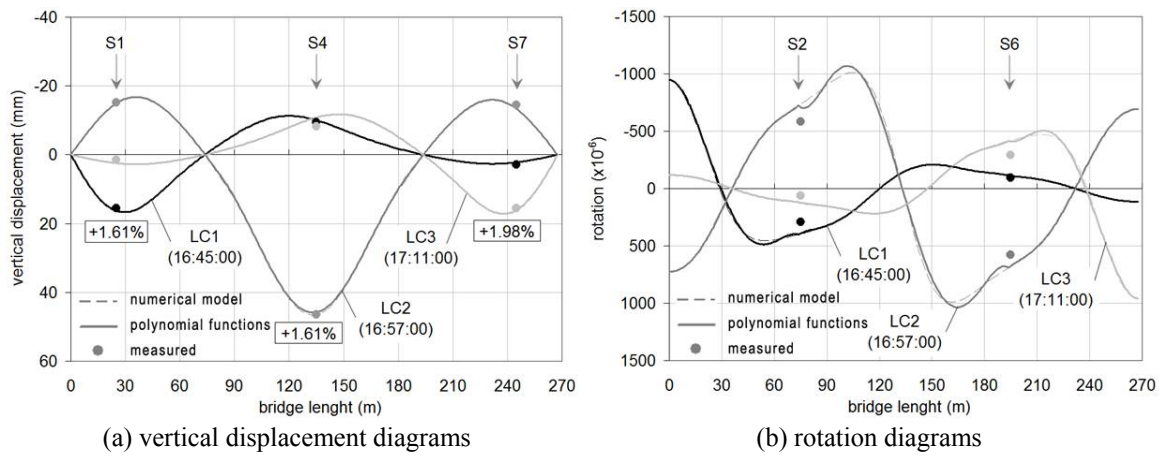 -40
-20
0
20
40
60
vertical displacement (mm)
S1
S4
S7
+1.61%
LC1
(16:45:00)
LC3
(17:11:00)
+1.98%
numerical model
polynomial functions
measured
LC2
(16:57:00)
+1.61%
0 30 60 90 120 150 180 210 240 270
bridge lenght (m)
(a) vertical displacement diagrams
-1500
-1000
-500
0
500
1000
1500
rotation (x10⁻⁶)
S2
S6
LC1
(16:45:00)
LC3
(17:11:00)
numerical model
polynomial functions
measured
LC2
(16:57:00)
0 30 60 90 120 150 180 210 240 270
bridge lenght (m)
(b) rotation diagrams